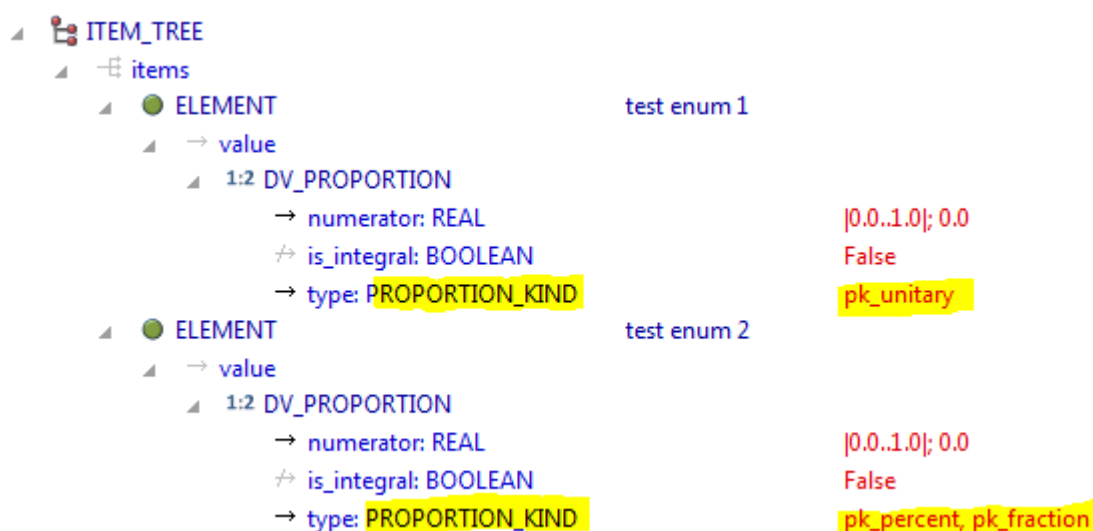 ITEM_TREE
items
ELEMENT test enum 1
value
1:2 DV_PROPORTION
numerator: REAL |0.0..1.0|; 0.0
is_integral: BOOLEAN False
type: PROPORTION_KIND pk_unitary
ELEMENT test enum 2
value
1:2 DV_PROPORTION
numerator: REAL |0.0..1.0|; 0.0
is_integral: BOOLEAN False
type: PROPORTION_KIND pk_percent, pk_fraction